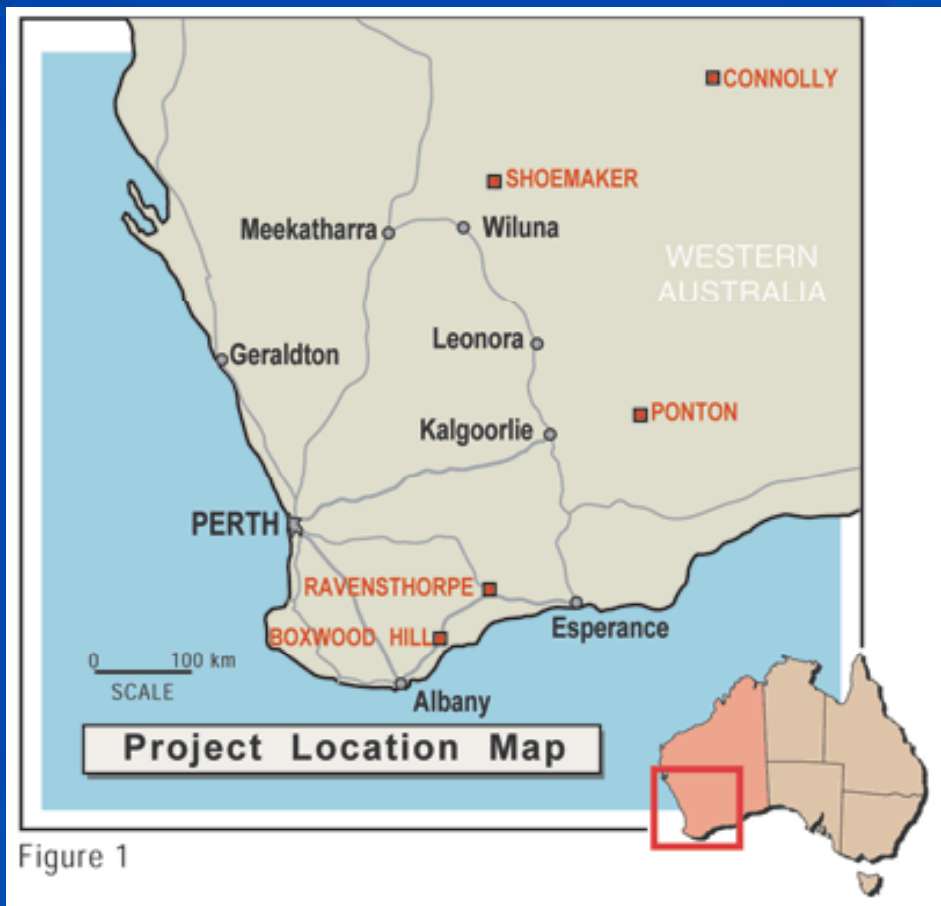 CONNOLLY
SHOEMAKER
Meekatharra
Wiluna
WESTERN
AUSTRALIA
Leonora
Geraldton
PONTON
Kalgoorlie
PERTH
RAVENSTHORPE
BOXWOOD HILL
Esperance
0 100 km
SCALE
Albany
Project Location Map
Figure 1